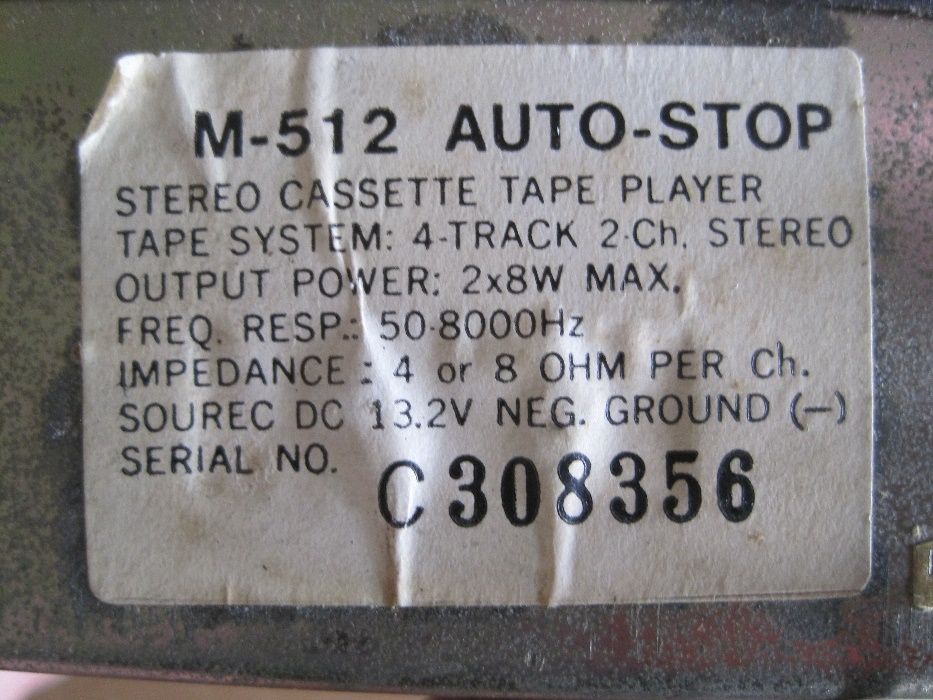 M-512 AUTO-STOP
STEREO CASSETTE TAPE PLAYER
TAPE SYSTEM: 4-TRACK 2-Ch. STEREO
OUTPUT POWER: 2x8W MAX.
FREQ. RESP.: 50-8000Hz
IMPEDANCE: 4 or 8 OHM PER Ch.
SOUREC DC 13.2V NEG. GROUND (—)
SERIAL NO. C308356